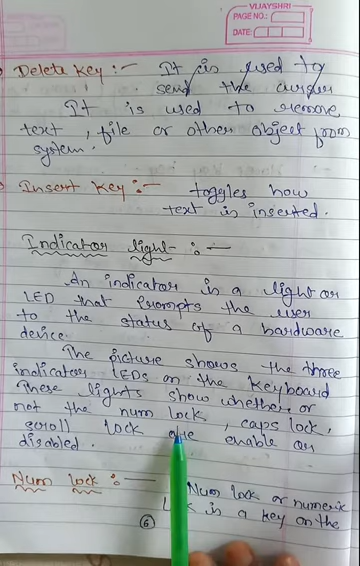 VIJAYSHRI
PAGE NO.:
DATE:
Delete Key :- It is used to
send the curser
It is used to remove
text, file or other object from
system.
Insert Key :- toggles how
text is inserted.
Indicator light :-
An indicator is a light or
LED that prompts the user
to the status of a hardware
device.
The picture shows the three
indicator LEDs on the keyboard
These lights show whether or
not the num lock, caps lock,
scroll lock are enable or
disabled.
Num lock :-
Num lock or numeric
Lock is a key on the
6